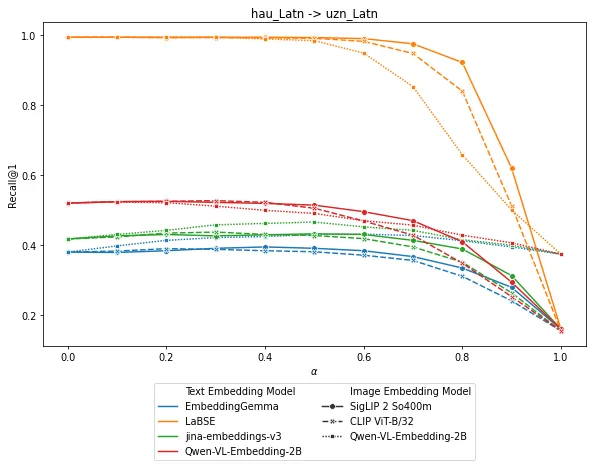 hau_Latn -> uzn_Latn
Recall@1
1.0
0.8
0.6
0.4
0.2
0.0 0.2 0.4 0.6 0.8 1.0
α
Text Embedding Model
EmbeddingGemma
LaBSE
jina-embeddings-v3
Qwen-VL-Embedding-2B
Image Embedding Model
SigLIP 2 So400m
CLIP ViT-B/32
Qwen-VL-Embedding-2B